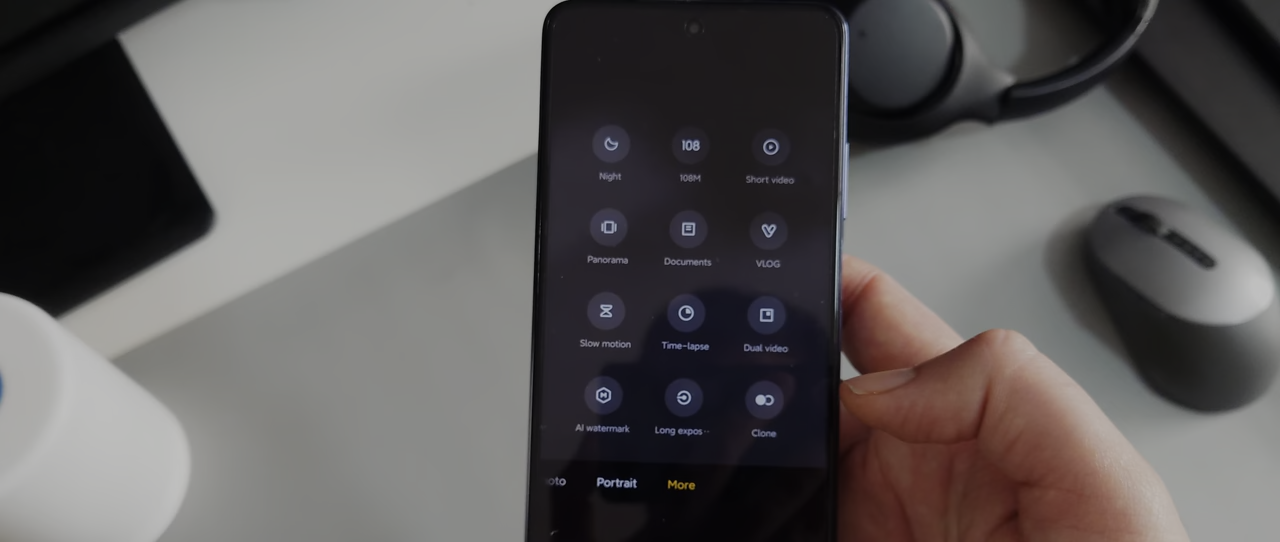 108
Night 108M Short video
Panorama Documents VLOG
Slow motion Time-lapse Dual video
AI watermark Long expos·· Clone
oto Portrait More